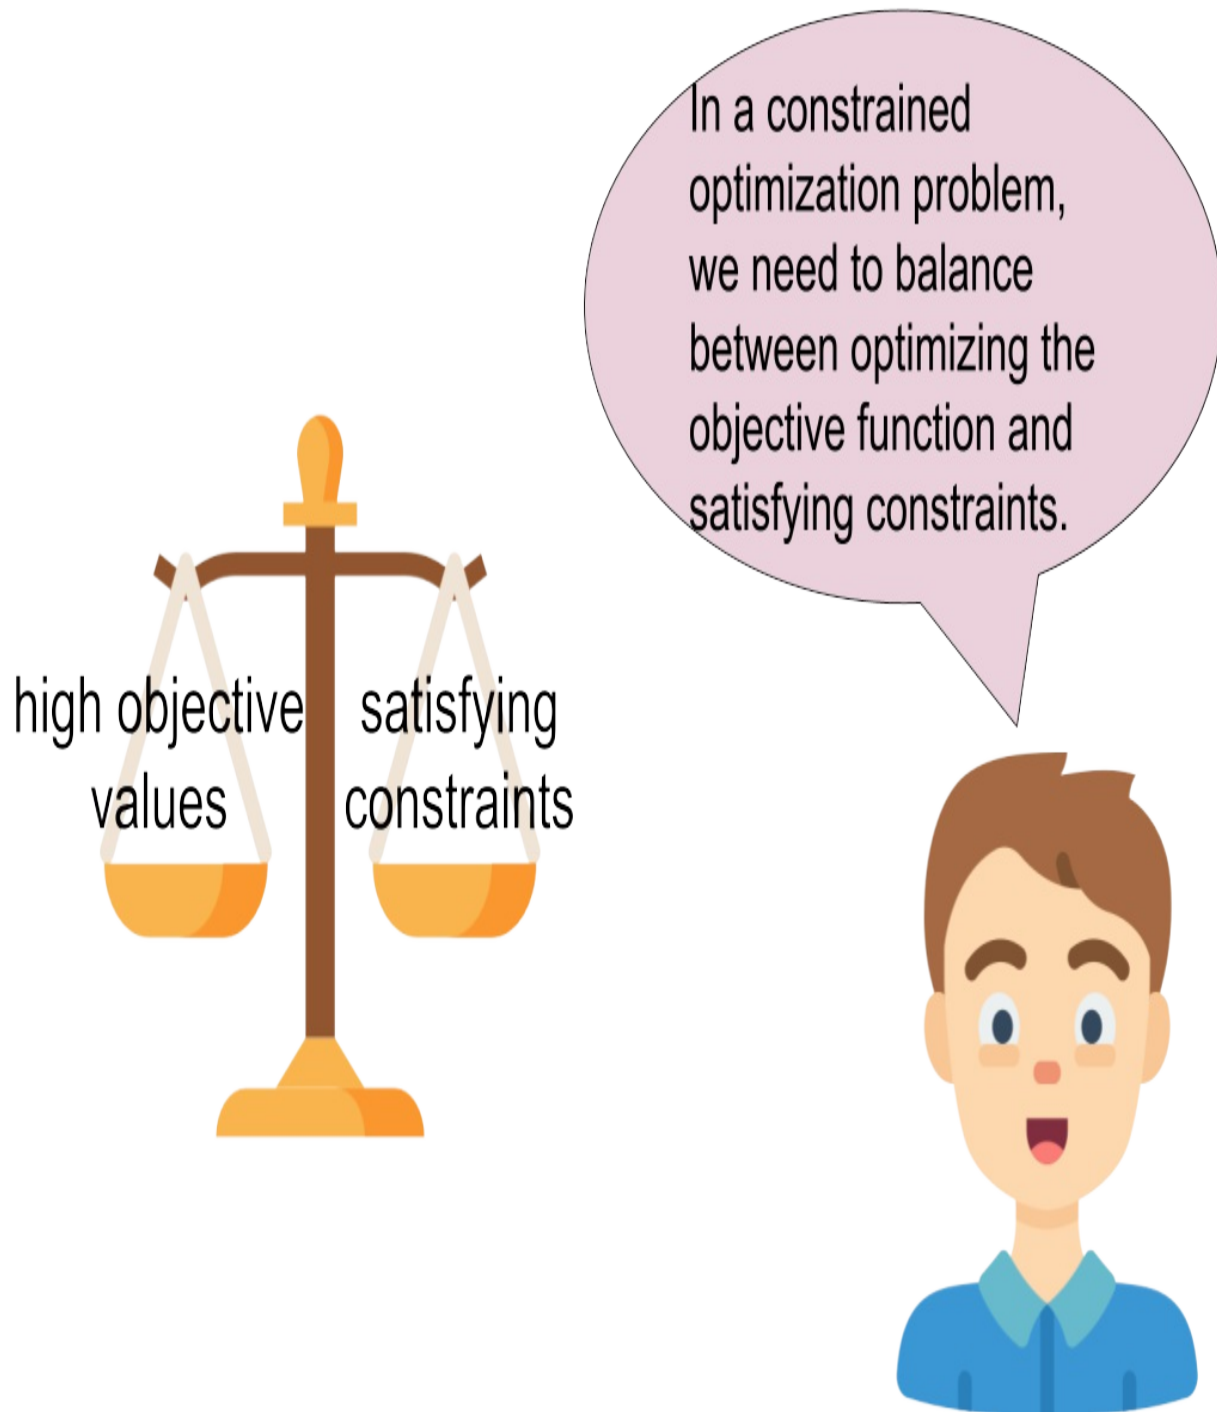 In a constrained
optimization problem,
we need to balance
between optimizing the
objective function and
satisfying constraints.
high objective
values
satisfying
constraints